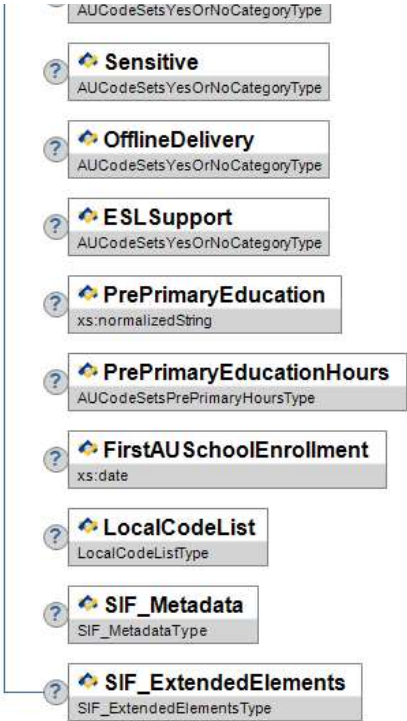 AUCodeSetsYesOrNoCategoryType
? Sensitive
AUCodeSetsYesOrNoCategoryType
? OfflineDelivery
AUCodeSetsYesOrNoCategoryType
? ESLSupport
AUCodeSetsYesOrNoCategoryType
? PrePrimaryEducation
xs:normalizedString
? PrePrimaryEducationHours
AUCodeSetsPrePrimaryHoursType
? FirstAUSchoolEnrollment
xs:date
? LocalCodeList
LocalCodeListType
? SIF_Metadata
SIF_MetadataType
? SIF_ExtendedElements
SIF_ExtendedElementsType